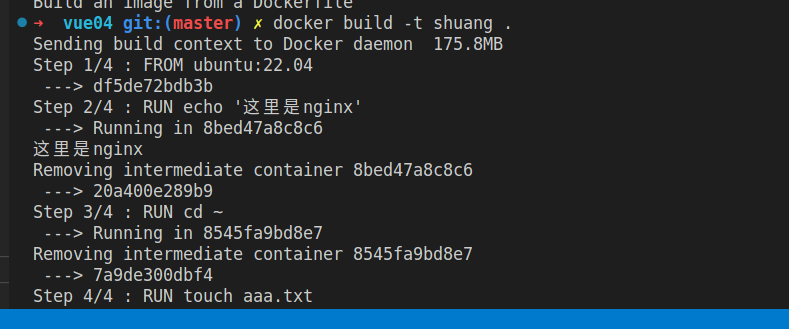 Build an image from a Dockerfile
➜  vue04 git:(master) ✗ docker build -t shuang .
Sending build context to Docker daemon  175.8MB
Step 1/4 : FROM ubuntu:22.04
 ---> df5de72bdb3b
Step 2/4 : RUN echo '这里是nginx'
 ---> Running in 8bed47a8c8c6
这里是nginx
Removing intermediate container 8bed47a8c8c6
 ---> 20a400e289b9
Step 3/4 : RUN cd ~
 ---> Running in 8545fa9bd8e7
Removing intermediate container 8545fa9bd8e7
 ---> 7a9de300dbf4
Step 4/4 : RUN touch aaa.txt